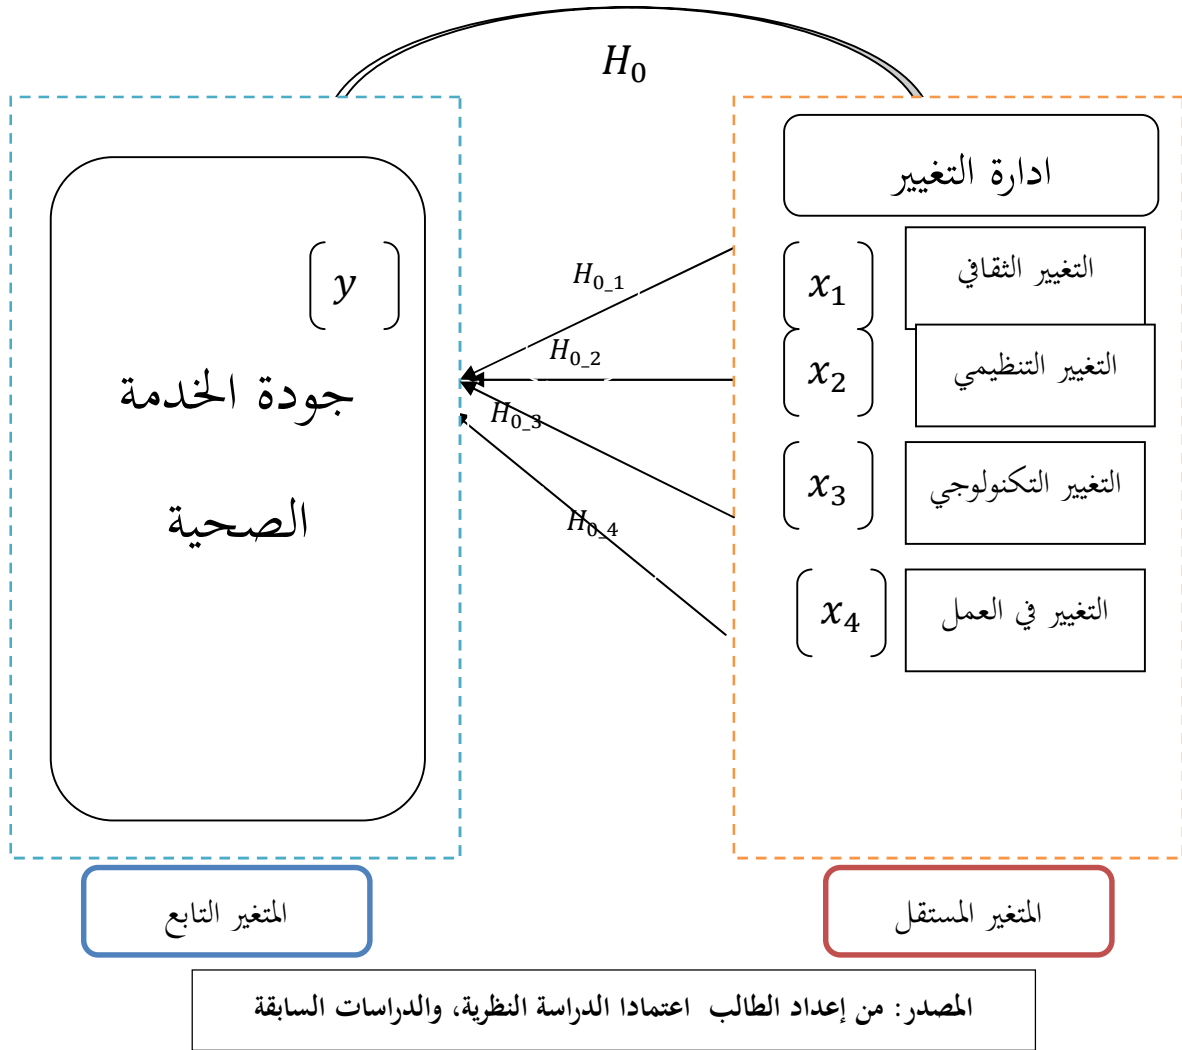 H₀
ادارة التغيير
التغيير الثقافي
x₁
التغيير التنظيمي
x₂
التغيير التكنولوجي
x₃
التغيير في العمل
x₄
H₀_₁
H₀_₂
H₀_₃
H₀_₄
y
جودة الخدمة
الصحية
المتغير المستقل
المتغير التابع
المصدر: من إعداد الطالب اعتمادا الدراسة النظرية، والدراسات السابقة